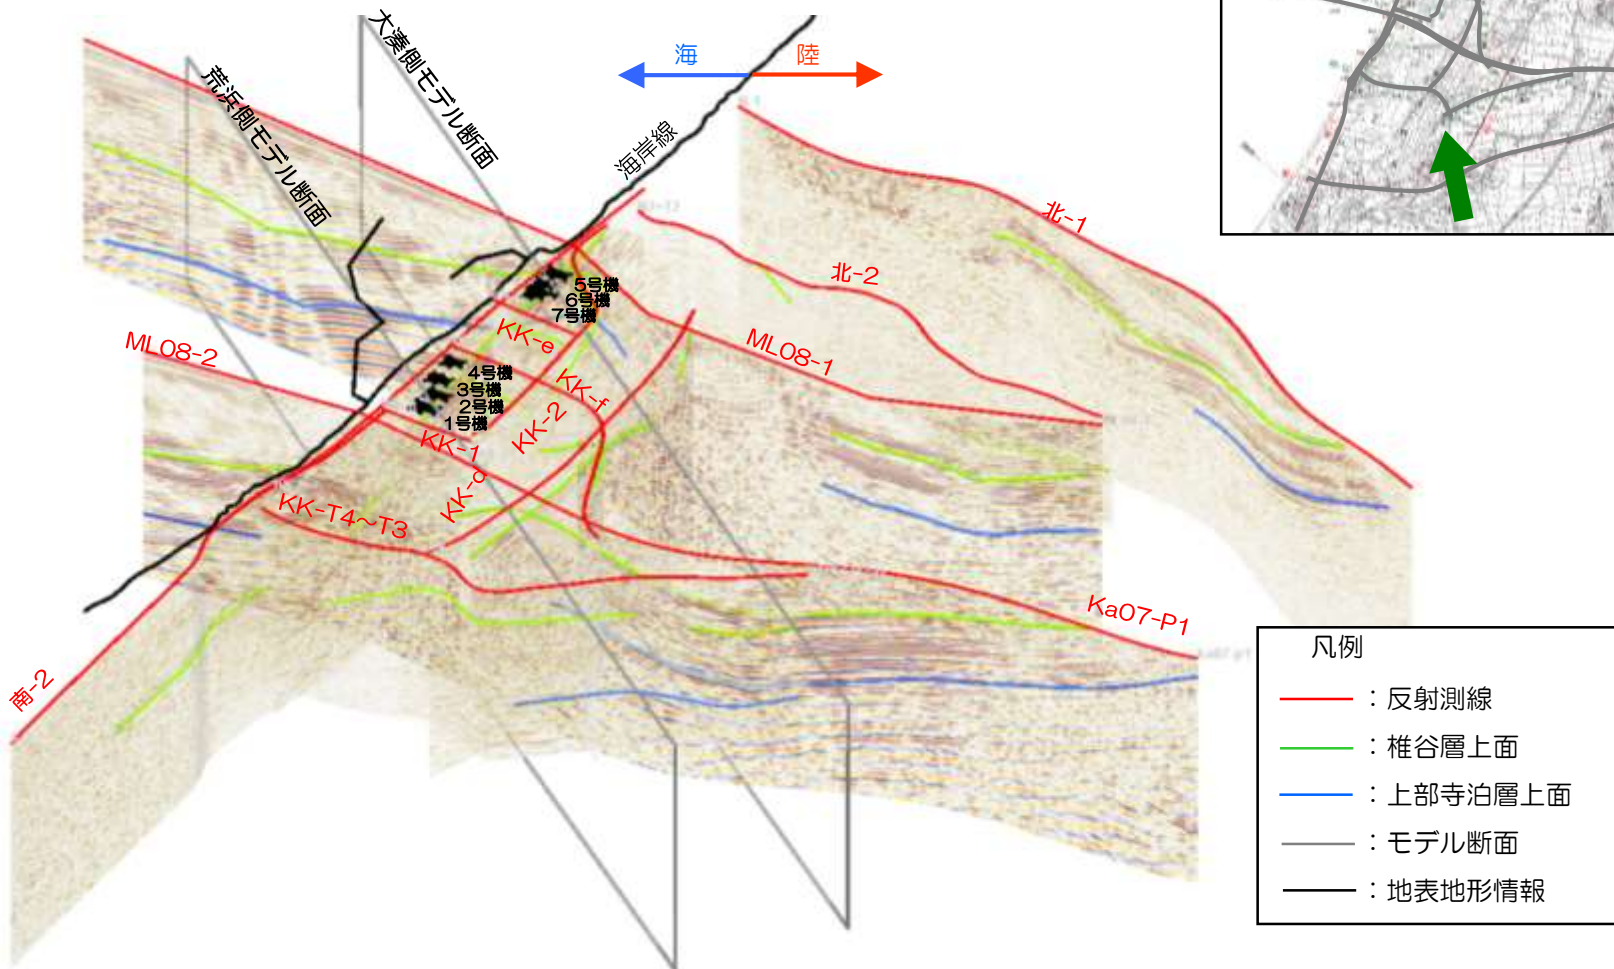 大湊側モデル断面
荒浜側モデル断面
海
陸
海岸線
北-1
北-2
5号機
6号機
7号機
KK-e
ML08-1
ML08-2
4号機
3号機
2号機
1号機
KK-f
KK-2
KK-1
KK-d
KK-T4～T3
Ka07-P1
南-2
凡例
：反射測線
：椎谷層上面
：上部寺泊層上面
：モデル断面
：地表地形情報